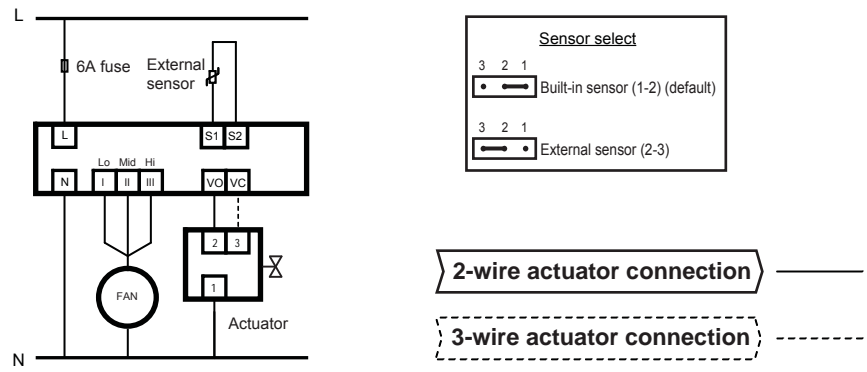 L
6A fuse
External
sensor
L
S1 S2
Lo Mid Hi
N
I II III
VO VC
2 3
1
FAN
Actuator
N
Sensor select
3 2 1
Built-in sensor (1-2) (default)
3 2 1
External sensor (2-3)
2-wire actuator connection
3-wire actuator connection